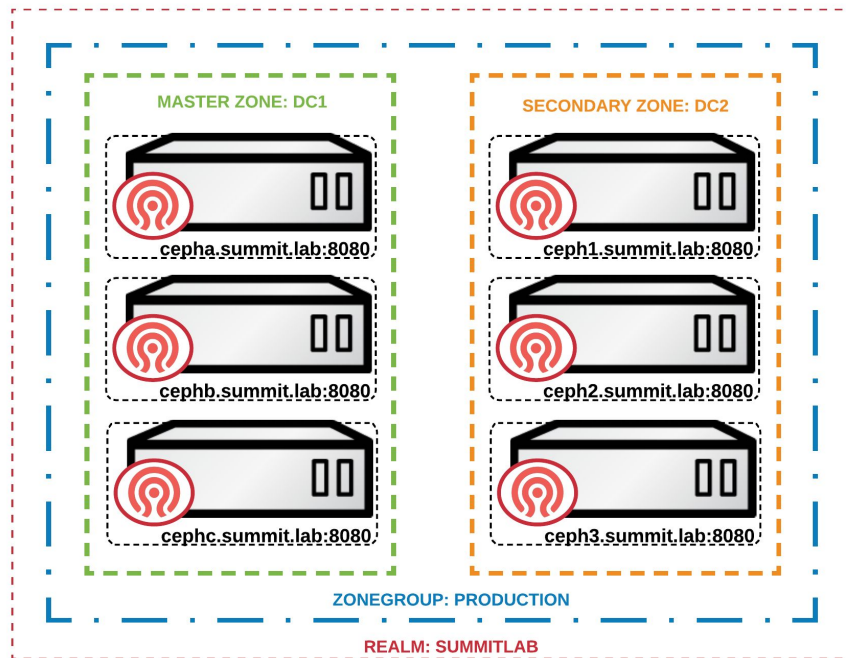 MASTER ZONE: DC1
cepha.summit.lab:8080
cephb.summit.lab:8080
cephc.summit.lab:8080
SECONDARY ZONE: DC2
ceph1.summit.lab:8080
ceph2.summit.lab:8080
ceph3.summit.lab:8080
ZONEGROUP: PRODUCTION
REALM: SUMMITLAB